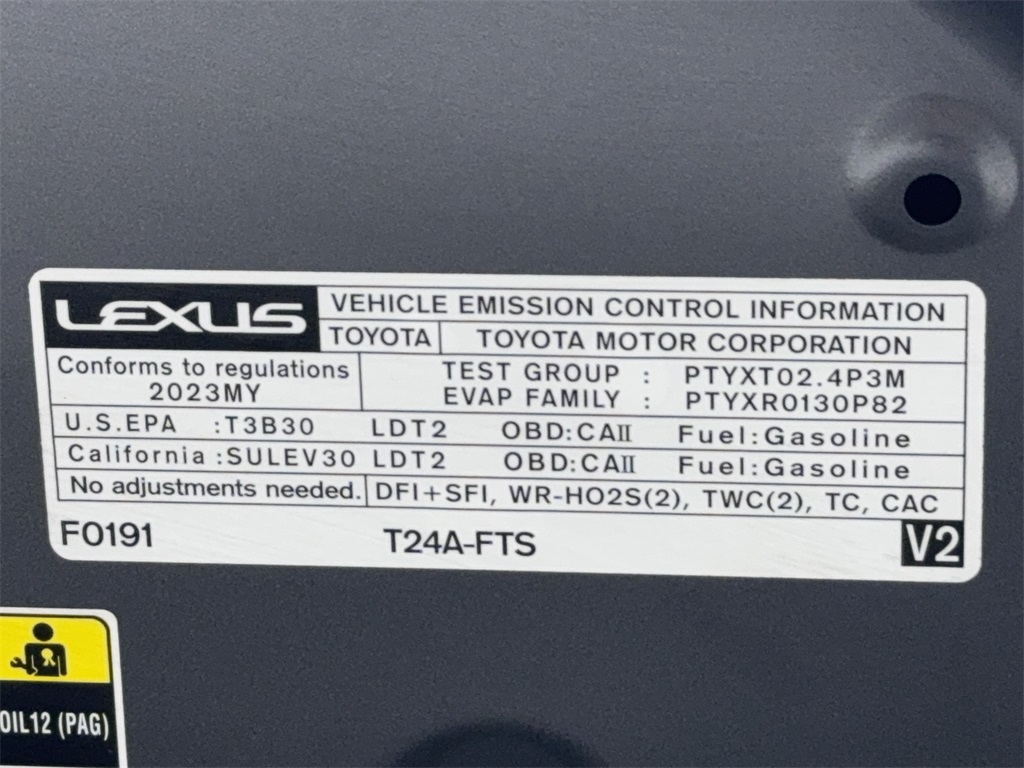 LEXUS
VEHICLE EMISSION CONTROL INFORMATION
TOYOTA TOYOTA MOTOR CORPORATION
Conforms to regulations
2023MY
TEST GROUP : PTYXT02.4P3M
EVAP FAMILY : PTYXR0130P82
U.S.EPA :T3B30 LDT2 OBD:CAII Fuel:Gasoline
California :SULEV30 LDT2 OBD:CAII Fuel:Gasoline
No adjustments needed. DFI+SFI, WR-HO2S(2), TWC(2), TC, CAC
F0191 T24A-FTS V2
OIL12 (PAG)